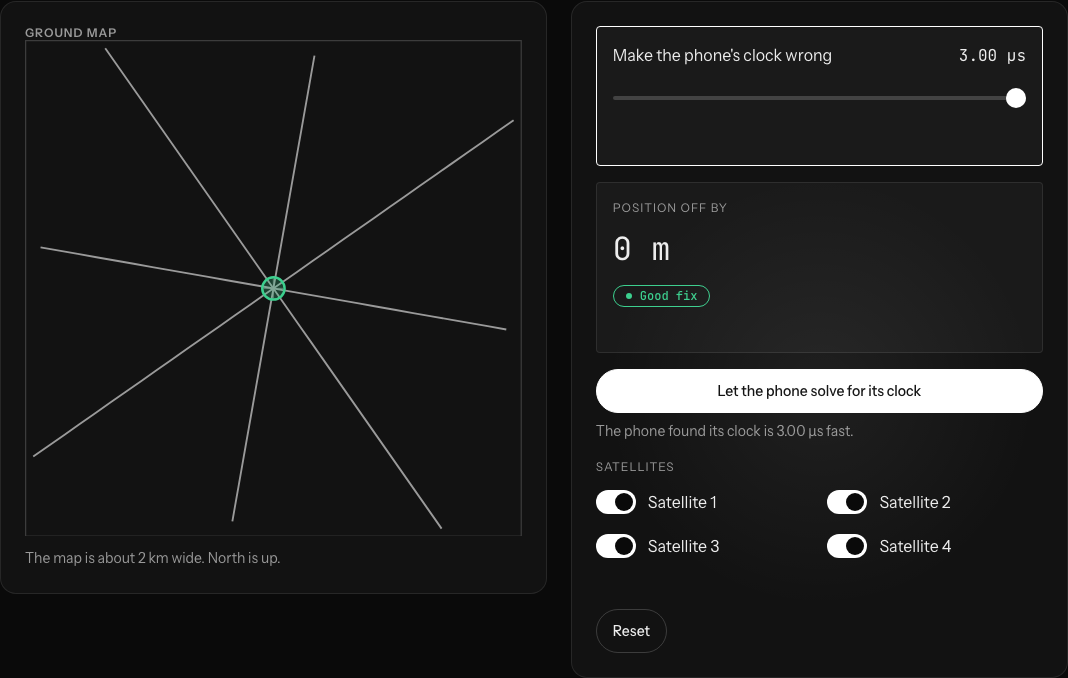 GROUND MAP
The map is about 2 km wide. North is up.
Make the phone's clock wrong 3.00 µs
POSITION OFF BY
0 m
Good fix
Let the phone solve for its clock
The phone found its clock is 3.00 µs fast.
SATELLITES
Satellite 1 Satellite 2
Satellite 3 Satellite 4
Reset